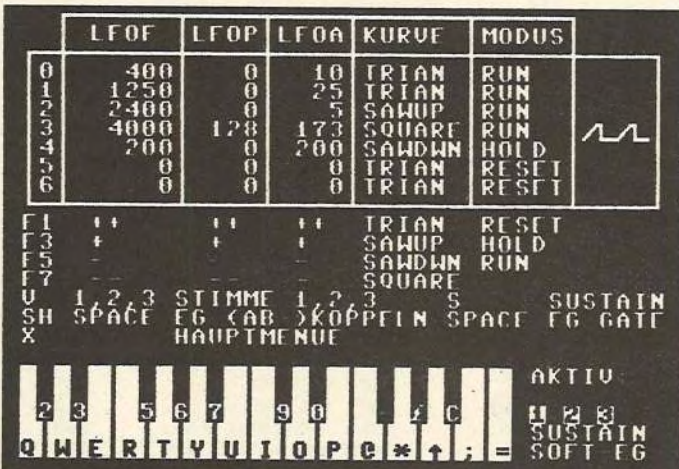 LFOF LFOP LFOA KURVE MODUS
0 400 0 10 TRIAN RUN
1 1250 0 25 TRIAN RUN
2 2400 0 5 SAWUP RUN
3 4000 128 173 SQUARE RUN
4 200 0 200 SAWDWN HOLD
5 0 0 0 TRIAN RESET
6 0 0 0 TRIAN RESET
F1 ++ ++ ++ TRIAN RESET
F3 + + + SAWUP HOLD
F5 - - - SAWDWN RUN
F7 -- -- -- SQUARE
V 1,2,3 STIMME 1,2,3 S SUSTAIN
SH SPACE EG (AB )KOPPELN SPACE EG GATE
X HAUPTMENUE
AKTIV
2 3 5 6 7 9 0 - £ C
1 2 3
SUSTAIN
Q W E R T Y U I O P @ * ↑ ; =
SOFT EG